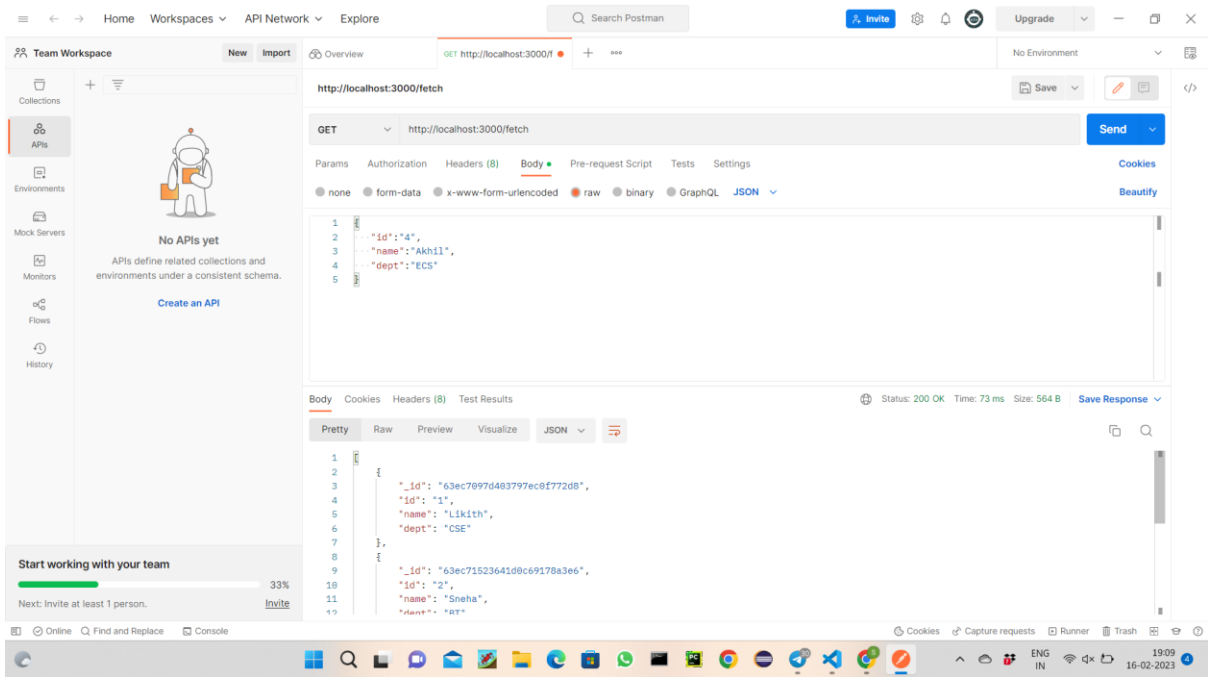 Home Workspaces API Network Explore Search Postman Invite Upgrade
Team Workspace New Import Overview GET http://localhost:3000/f No Environment
Collections
http://localhost:3000/fetch Save
APIs
GET http://localhost:3000/fetch Send
Params Authorization Headers (8) Body Pre-request Script Tests Settings Cookies
Environments
none form-data x-www-form-urlencoded raw binary GraphQL JSON Beautify
Mock Servers
1 {
2 "id":"4",
3 "name":"Akhil",
4 "dept":"ECS"
5 }
No APIs yet
APIs define related collections and
environments under a consistent schema.
Create an API
Monitors
Flows
History
Body Cookies Headers (8) Test Results Status: 200 OK Time: 73 ms Size: 564 B Save Response
Pretty Raw Preview Visualize JSON
1 [
2 {
3 "_id": "63ec7097d403797ec0f772d8",
4 "id": "1",
5 "name": "Likith",
6 "dept": "CSE"
7 },
8 {
9 "_id": "63ec71523641d0c69178a3e6",
10 "id": "2",
11 "name": "Sneha",
12 "dept": "BT"
Start working with your team
33%
Next: Invite at least 1 person. Invite
Online Find and Replace Console Cookies Capture requests Runner Trash
PC 30 5 ENG 19:09
IN 16-02-2023 4